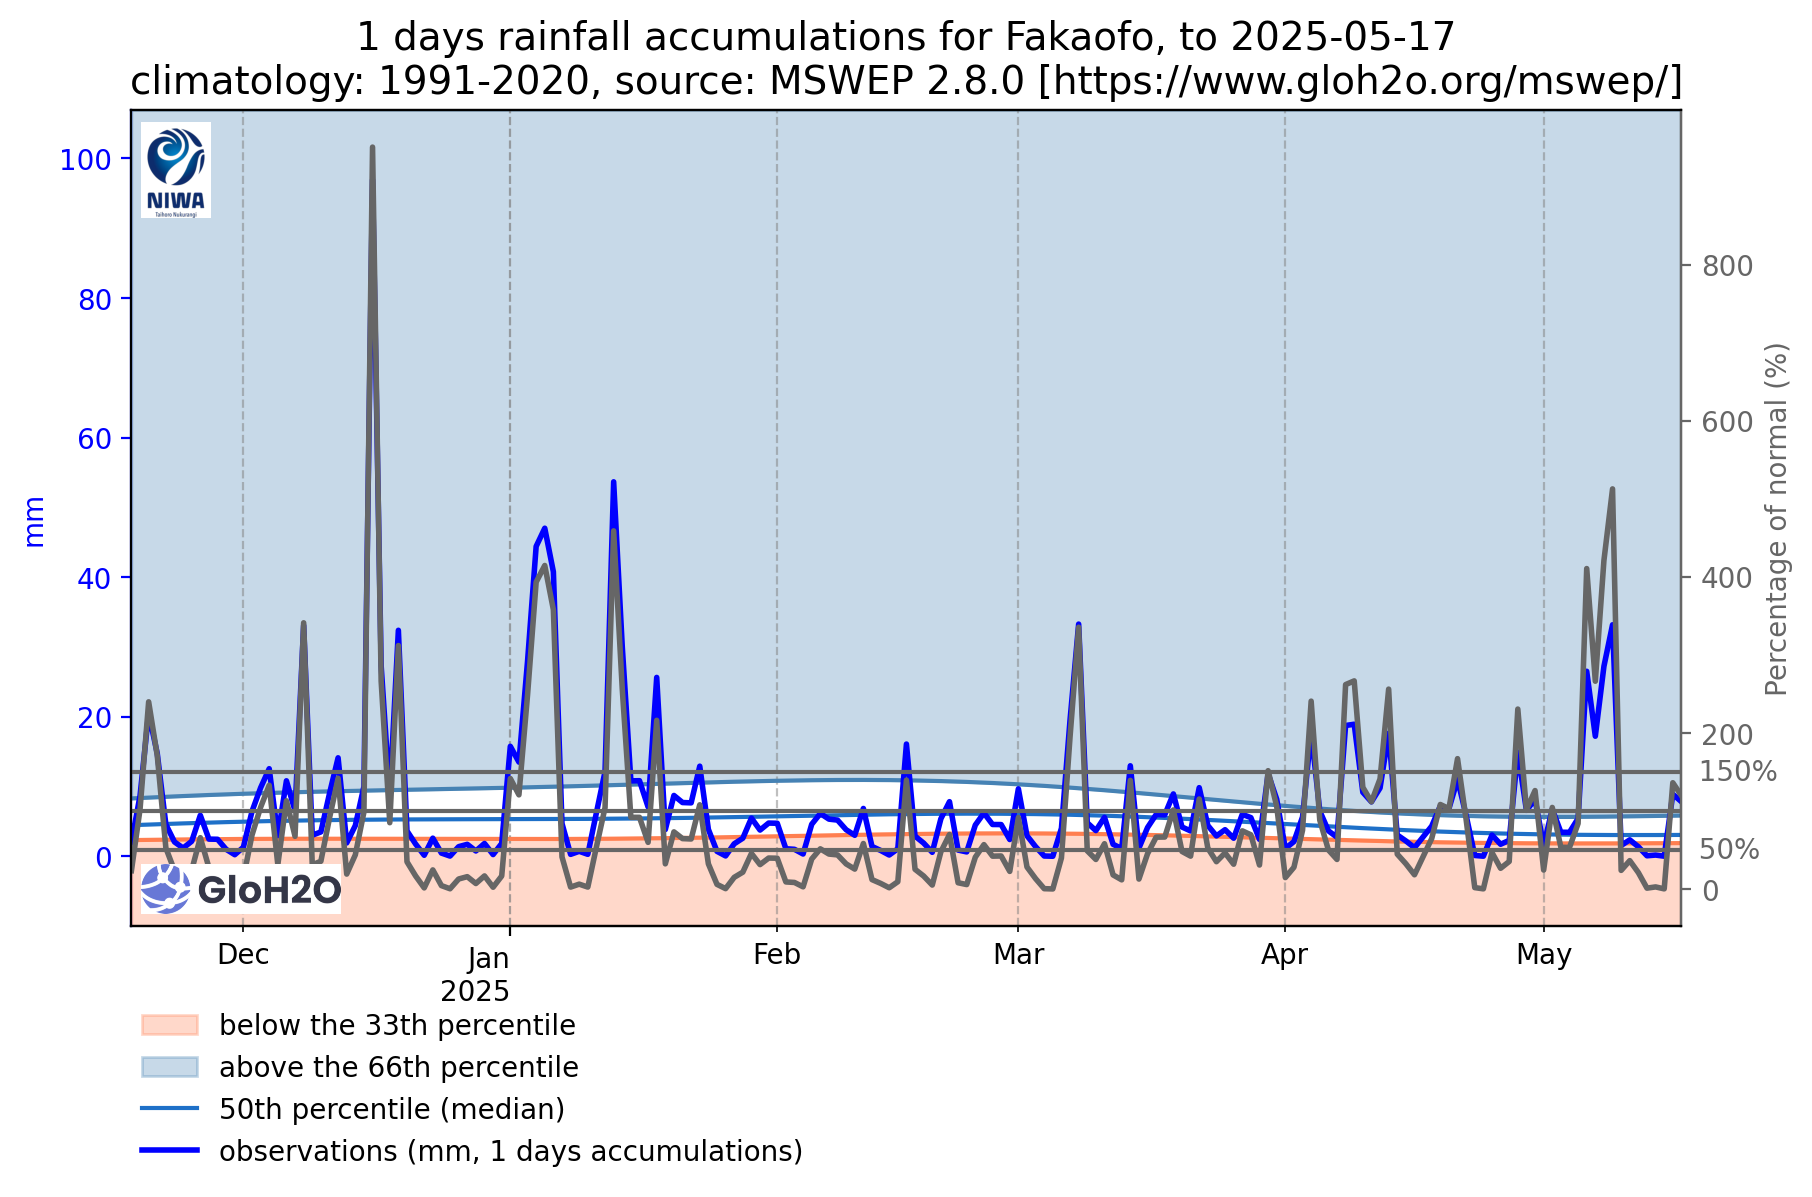 1 days rainfall accumulations for Fakaofo, to 2025-05-17
climatology: 1991-2020, source: MSWEP 2.8.0 [https://www.gloh2o.org/mswep/]
NIWA
Taihoro Nukurangi
100
80
60
40
20
0
mm
800
600
400
200
150%
50%
0
Percentage of normal (%)
GloH2O
Dec
Jan
2025
Feb
Mar
Apr
May
below the 33th percentile
above the 66th percentile
50th percentile (median)
observations (mm, 1 days accumulations)